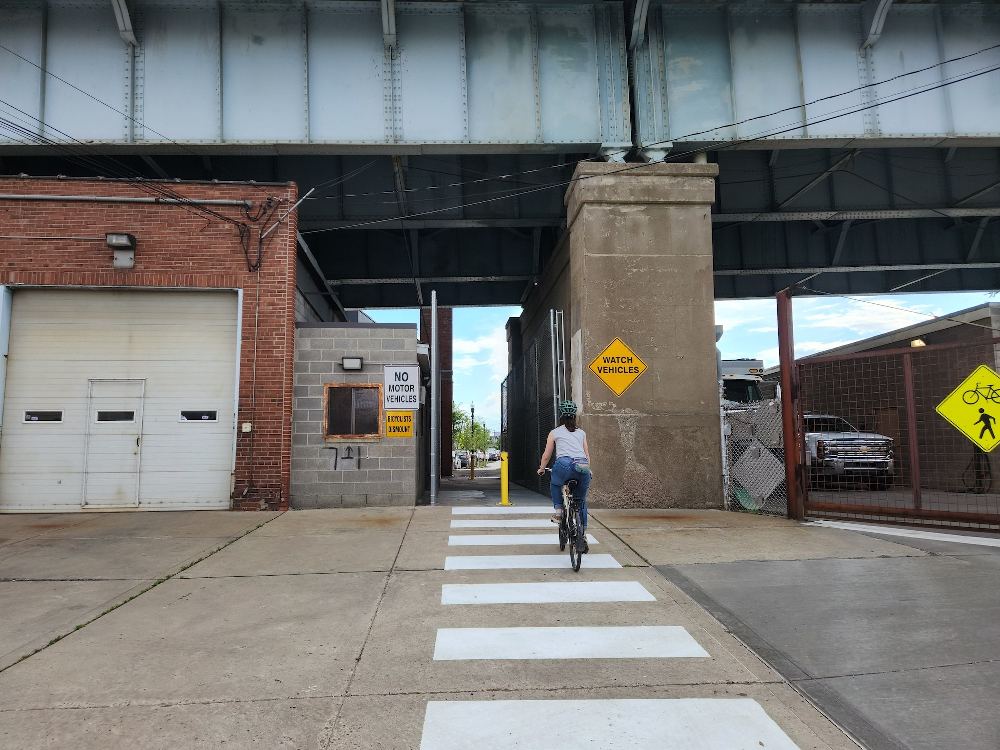 NO
MOTOR
VEHICLES
BICYCLISTS
DISMOUNT
WATCH
VEHICLES